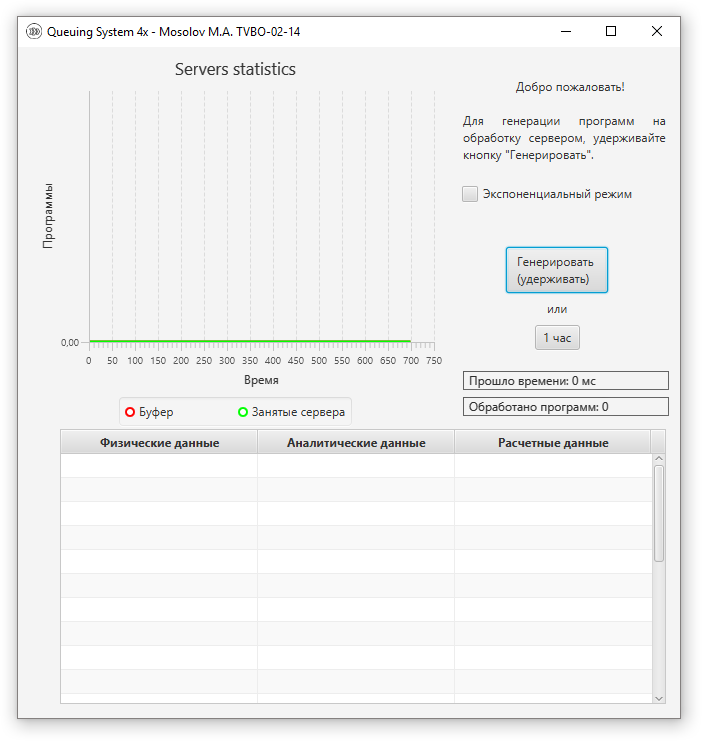 Queuing System 4x - Mosolov M.A. TVBO-02-14
Servers statistics
Программы
0,00
0 50 100 150 200 250 300 350 400 450 500 550 600 650 700 750
Время
Буфер Занятые сервера
Добро пожаловать!
Для генерации программ на
обработку сервером, удерживайте
кнопку "Генерировать".
Экспоненциальный режим
Генерировать
(удерживать)
или
1 час
Прошло времени: 0 мс
Обработано программ: 0
Физические данные Аналитические данные Расчетные данные